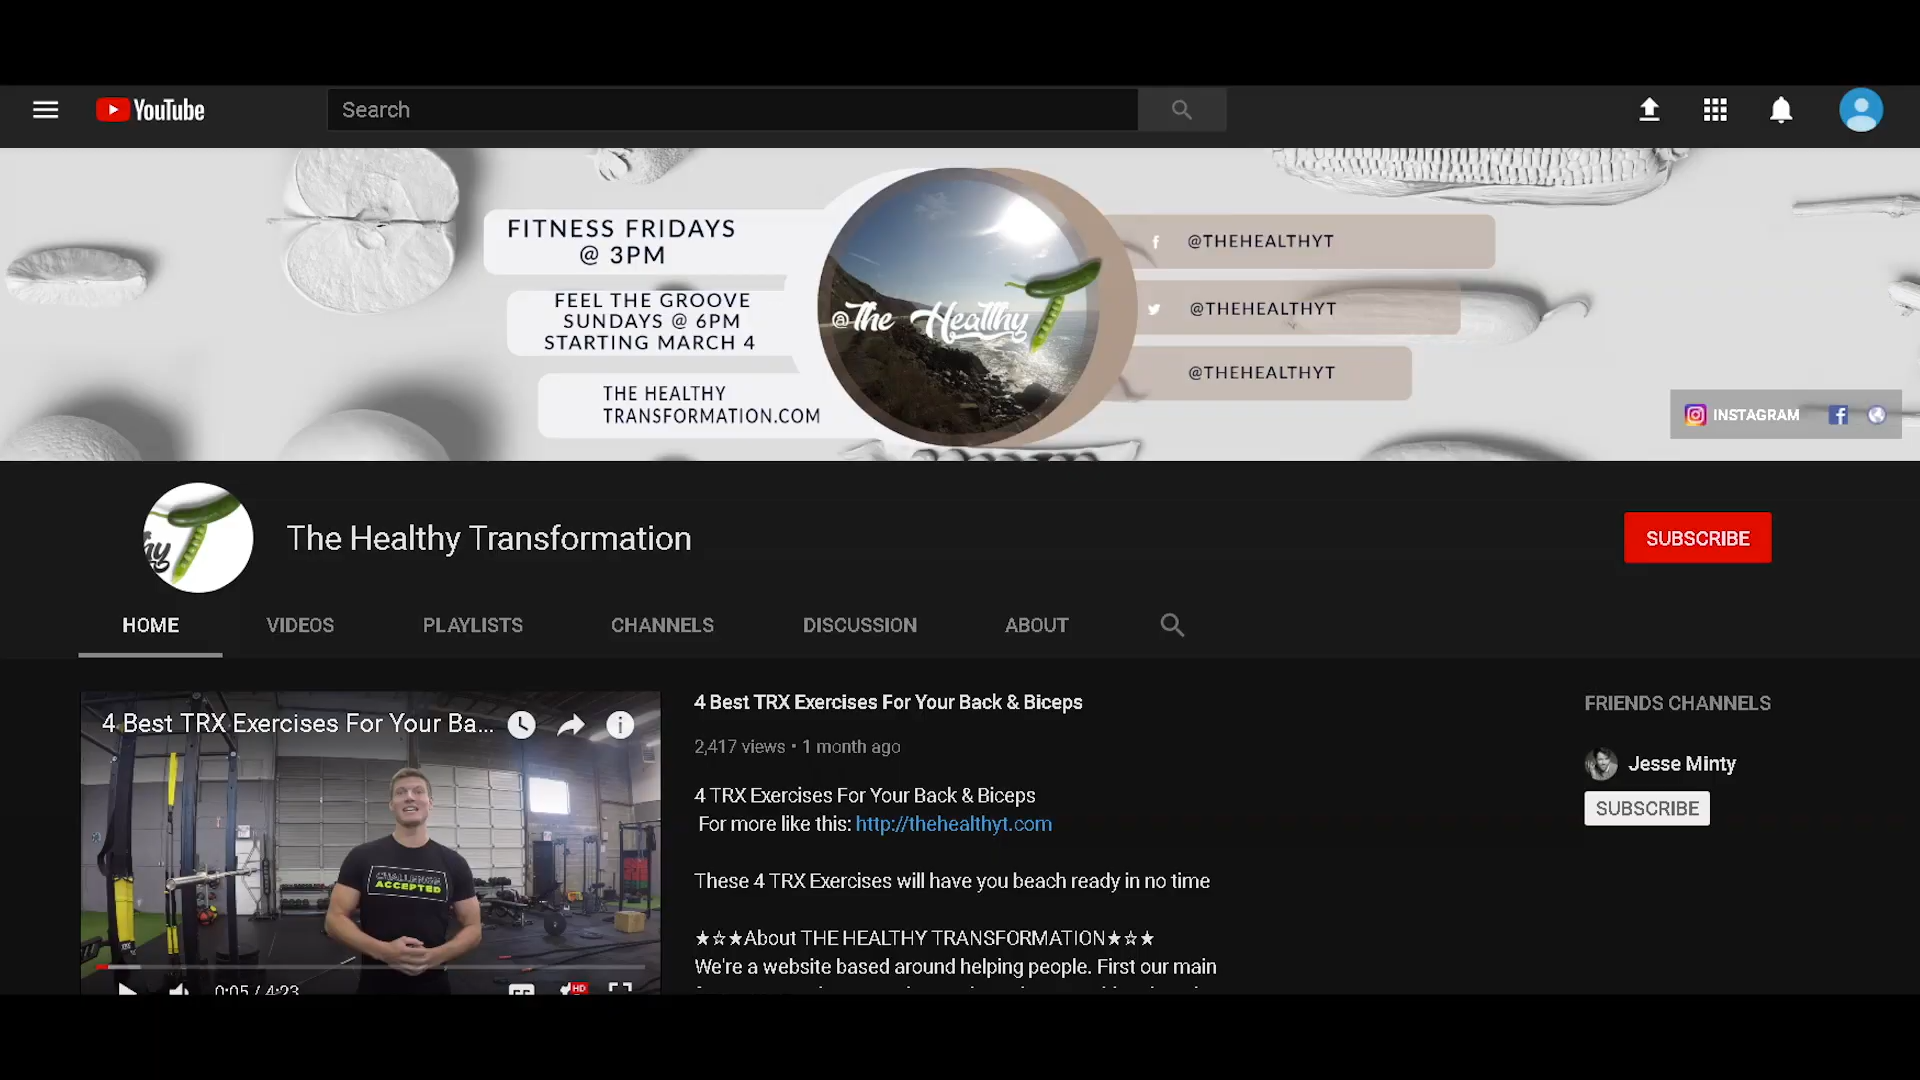 YouTube
Search
FITNESS FRIDAYS
@ 3PM
FEEL THE GROOVE
SUNDAYS @ 6PM
STARTING MARCH 4
THE HEALTHY
TRANSFORMATION.COM
@The Healthy
@THEHEALTHYT
@THEHEALTHYT
@THEHEALTHYT
INSTAGRAM
The Healthy Transformation
SUBSCRIBE
HOME VIDEOS PLAYLISTS CHANNELS DISCUSSION ABOUT
4 Best TRX Exercises For Your Ba...
CHALLENGE
ACCEPTED
0:05 / 4:23
HD
4 Best TRX Exercises For Your Back & Biceps
2,417 views • 1 month ago
4 TRX Exercises For Your Back & Biceps
For more like this: http://thehealthyt.com
These 4 TRX Exercises will have you beach ready in no time
★☆★About THE HEALTHY TRANSFORMATION★☆★
We're a website based around helping people. First our main
FRIENDS CHANNELS
Jesse Minty
SUBSCRIBE